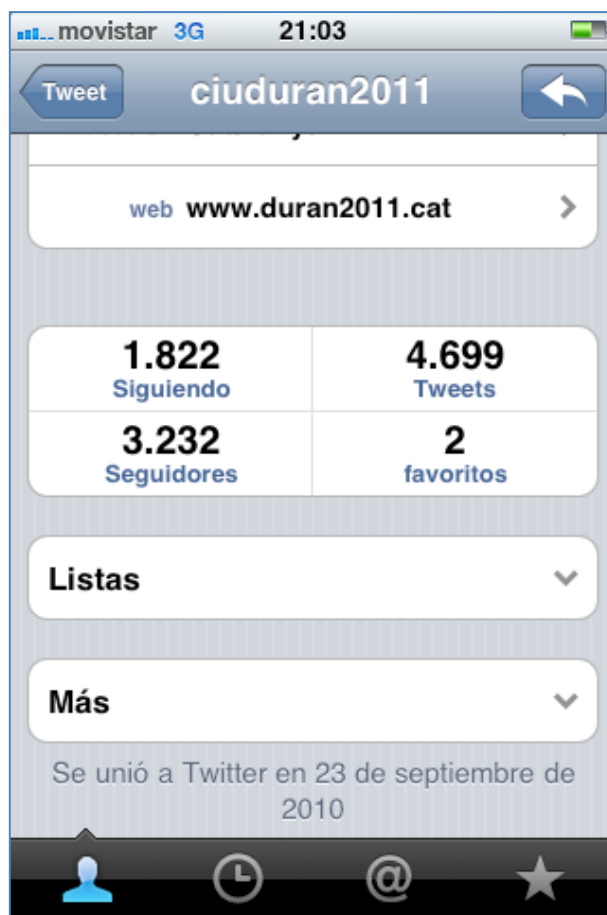 movistar 3G 21:03
Tweet ciuduran2011
web www.duran2011.cat
1.822 4.699
Siguiendo Tweets
3.232 2
Seguidores favoritos
Listas
Más
Se unió a Twitter en 23 de septiembre de
2010
@